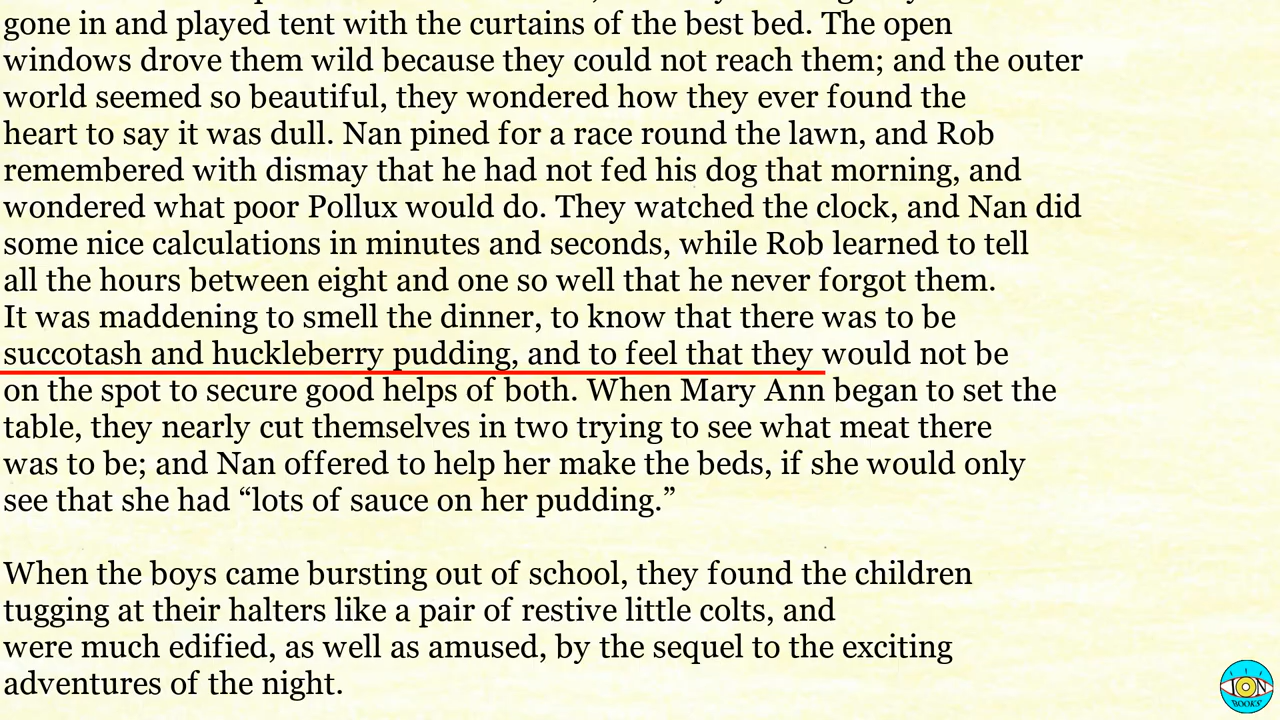 gone in and played tent with the curtains of the best bed. The open
windows drove them wild because they could not reach them; and the outer
world seemed so beautiful, they wondered how they ever found the
heart to say it was dull. Nan pined for a race round the lawn, and Rob
remembered with dismay that he had not fed his dog that morning, and
wondered what poor Pollux would do. They watched the clock, and Nan did
some nice calculations in minutes and seconds, while Rob learned to tell
all the hours between eight and one so well that he never forgot them.
It was maddening to smell the dinner, to know that there was to be
succotash and huckleberry pudding, and to feel that they would not be
on the spot to secure good helps of both. When Mary Ann began to set the
table, they nearly cut themselves in two trying to see what meat there
was to be; and Nan offered to help her make the beds, if she would only
see that she had “lots of sauce on her pudding.”
When the boys came bursting out of school, they found the children
tugging at their halters like a pair of restive little colts, and
were much edified, as well as amused, by the sequel to the exciting
adventures of the night.
ION
BOOKS